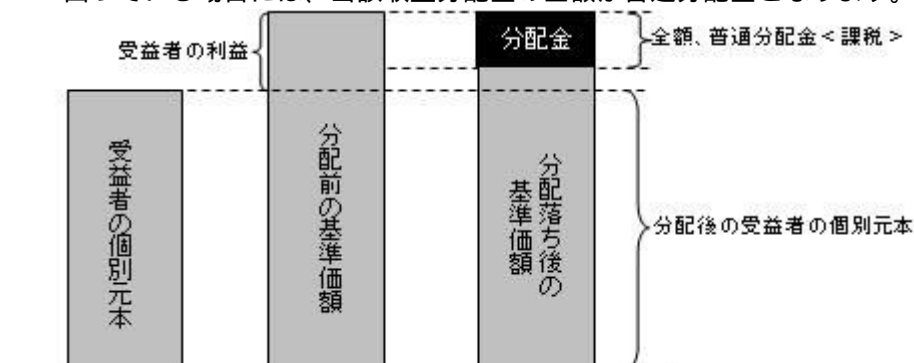 分配金
全額、普通分配金＜課税＞
受益者の利益
受益者の個別元本
分配前の基準価額
分配落ち後の
基準価額
分配後の受益者の個別元本